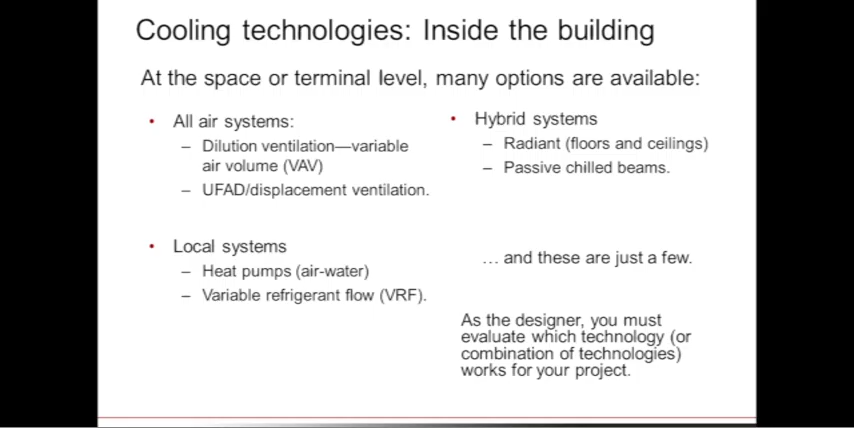 Cooling technologies: Inside the building
At the space or terminal level, many options are available:
• All air systems:
– Dilution ventilation—variable
air volume (VAV)
– UFAD/displacement ventilation.
• Local systems
– Heat pumps (air-water)
– Variable refrigerant flow (VRF).
• Hybrid systems
– Radiant (floors and ceilings)
– Passive chilled beams.
… and these are just a few.
As the designer, you must
evaluate which technology (or
combination of technologies)
works for your project.